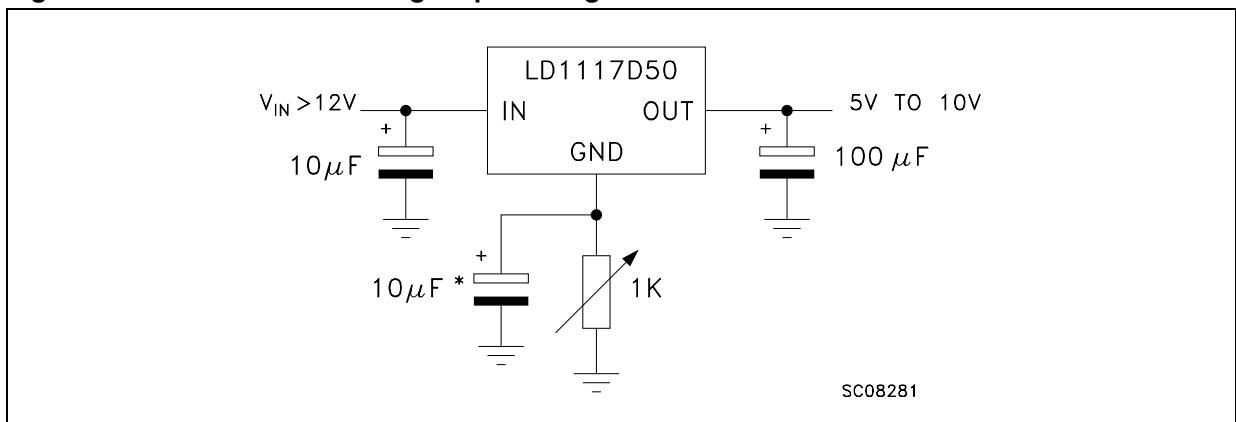 LD1117D50
V_IN >12V
IN
OUT
5V TO 10V
GND
+
10μF
+
100 μF
+
10μF *
1K
SC08281